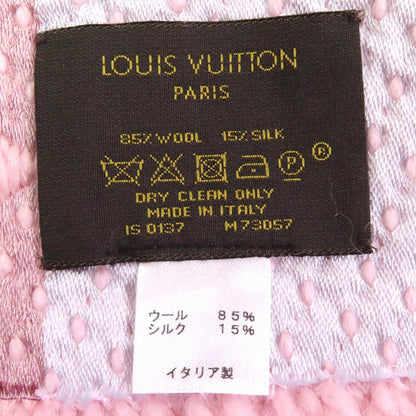 LOUIS VUITTON
PARIS
85% WOOL 15% SILK
P ®
DRY CLEAN ONLY
MADE IN ITALY
IS 0137 M73057
ウール 85%
シルク 15%
イタリア製